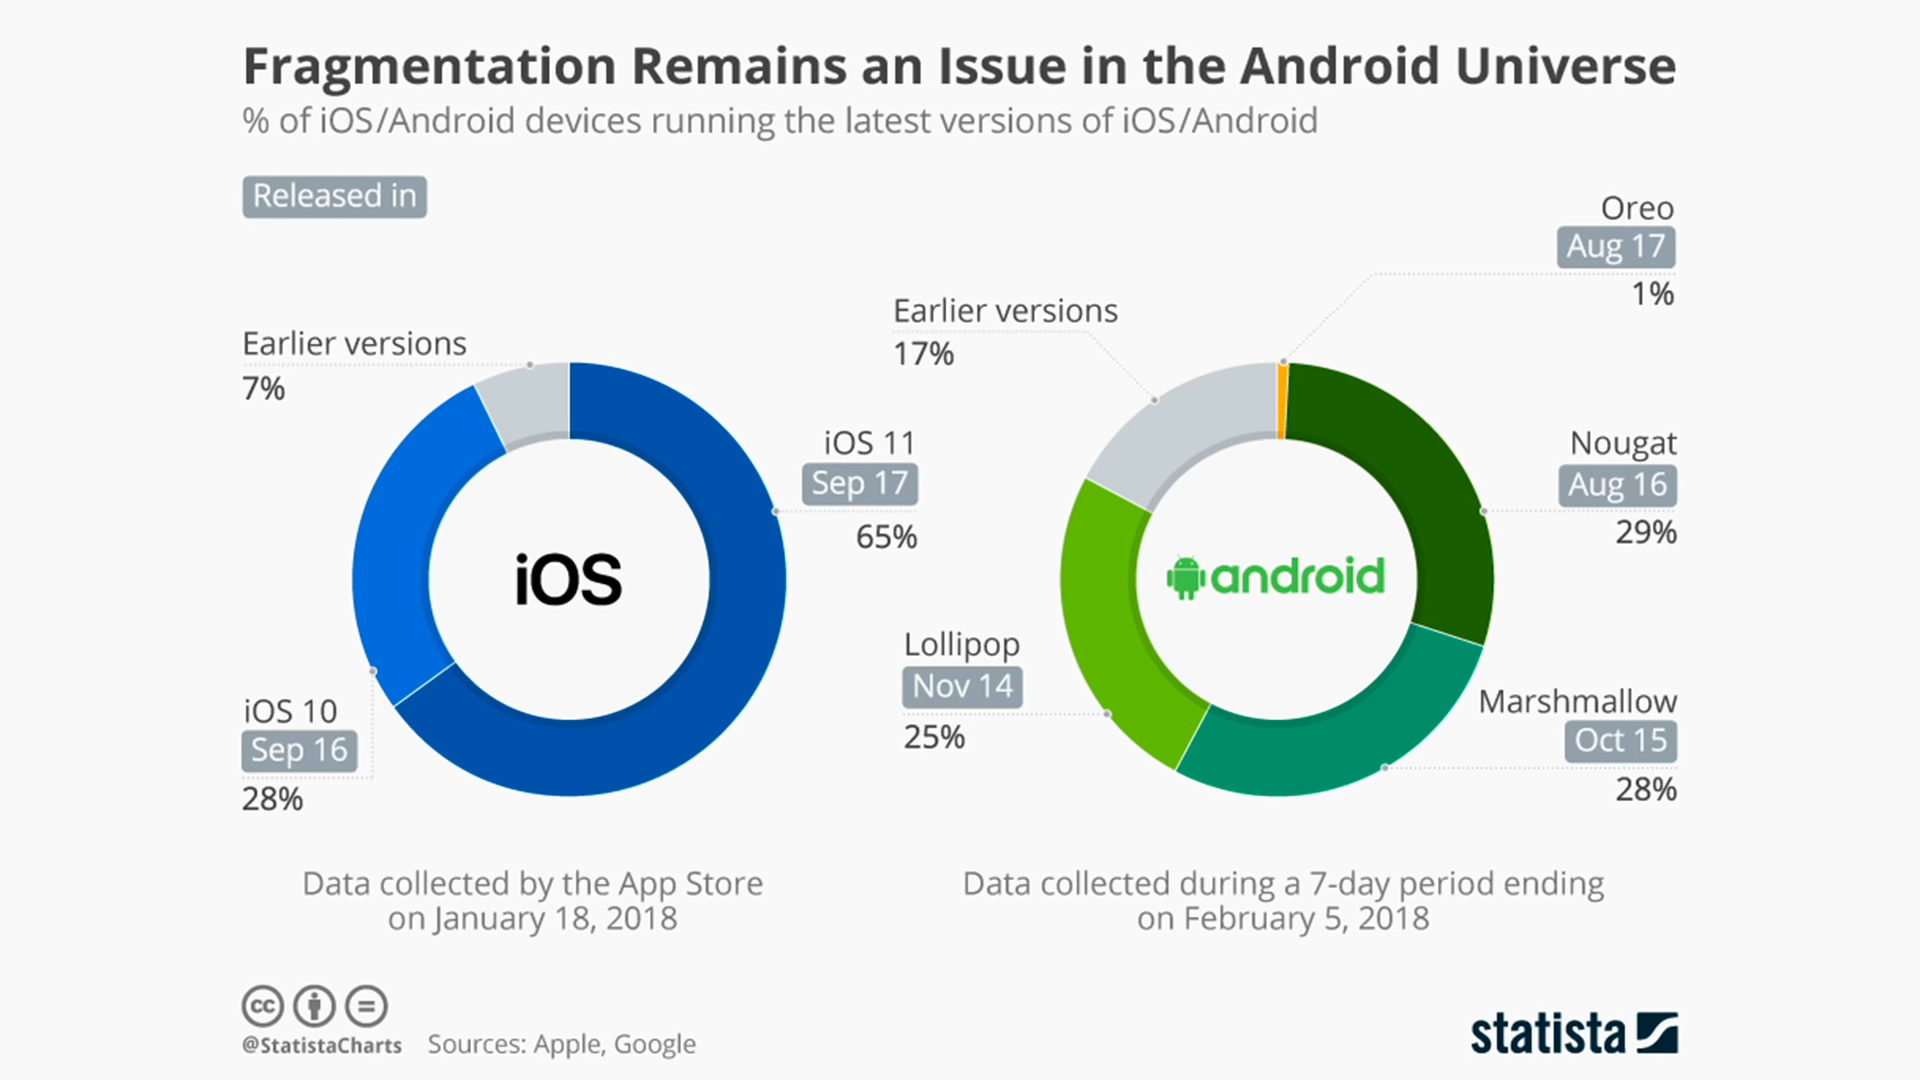 Fragmentation Remains an Issue in the Android Universe
% of iOS/Android devices running the latest versions of iOS/Android
Released in
Earlier versions
7%
iOS 11
Sep 17
65%
iOS 10
Sep 16
28%
iOS
Data collected by the App Store
on January 18, 2018
Oreo
Aug 17
1%
Earlier versions
17%
Nougat
Aug 16
29%
android
Lollipop
Nov 14
25%
Marshmallow
Oct 15
28%
Data collected during a 7-day period ending
on February 5, 2018
cc
@StatistaCharts
Sources: Apple, Google
statista